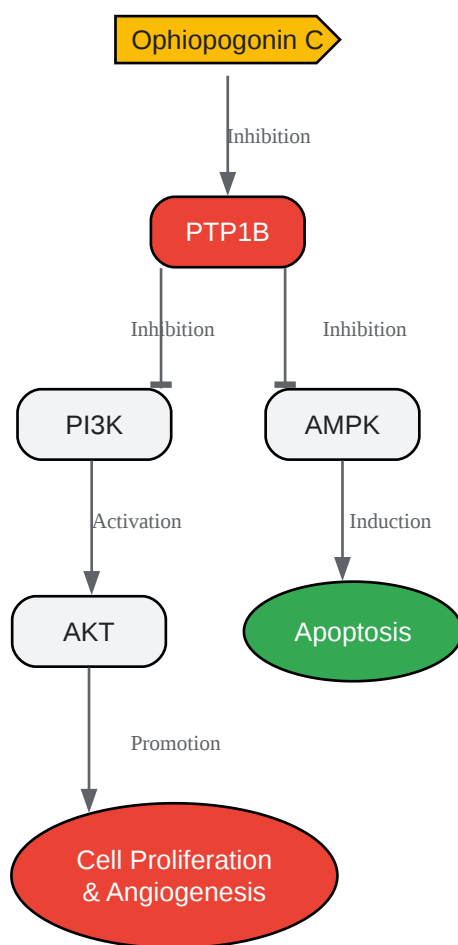 Ophiopogonin C
Inhibition
PTP1B
Inhibition
Inhibition
PI3K
AMPK
Activation
Induction
AKT
Apoptosis
Promotion
Cell Proliferation
& Angiogenesis